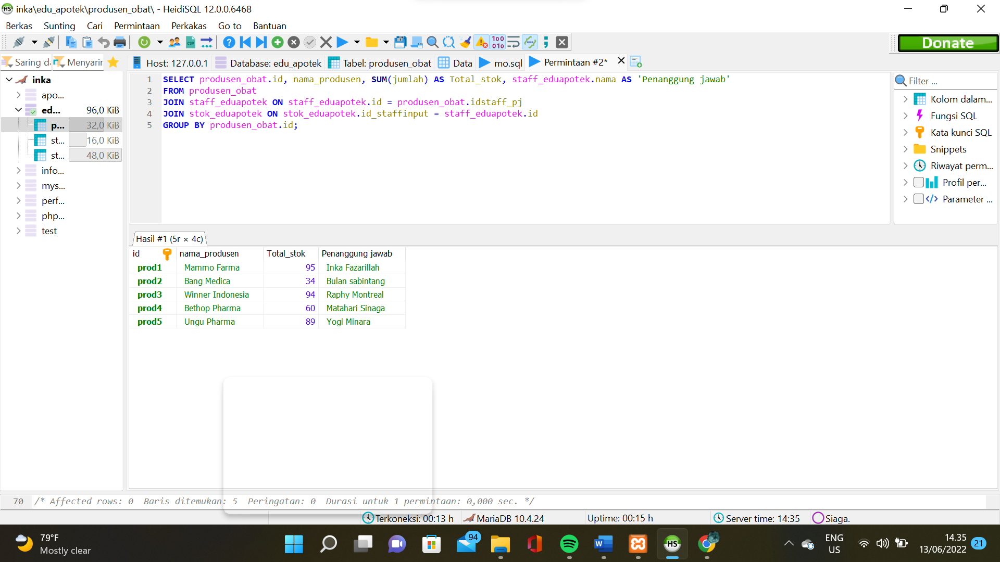 inka\edu_apotek\produsen_obat\ - HeidiSQL 12.0.0.6468
Berkas Sunting Cari Permintaan Perkakas Go to Bantuan
Donate
Saring da Menyarin Host: 127.0.0.1 Database: edu_apotek Tabel: produsen_obat Data mo.sql Permintaan #2*
inka
apo...
ed... 96,0 KiB
p... 32,0 KiB
st... 16,0 KiB
st... 48,0 KiB
info...
mys...
perf...
php...
test
1 SELECT produsen_obat.id, nama_produsen, SUM(jumlah) AS Total_stok, staff_eduapotek.nama AS 'Penanggung jawab'
2 FROM produsen_obat
3 JOIN staff_eduapotek ON staff_eduapotek.id = produsen_obat.idstaff_pj
4 JOIN stok_eduapotek ON stok_eduapotek.id_staffinput = staff_eduapotek.id
5 GROUP BY produsen_obat.id;
Filter ...
Kolom dalam...
Fungsi SQL
Kata kunci SQL
Snippets
Riwayat perm...
Profil per...
Parameter ...
Hasil #1 (5r × 4c)
id nama_produsen Total_stok Penanggung jawab
prod1 Mammo Farma 95 Inka Fazarillah
prod2 Bang Medica 34 Bulan sabintang
prod3 Winner Indonesia 94 Raphy Montreal
prod4 Bethop Pharma 60 Matahari Sinaga
prod5 Ungu Pharma 89 Yogi Minara
70 /* Affected rows: 0 Baris ditemukan: 5 Peringatan: 0 Durasi untuk 1 permintaan: 0,000 sec. */
Terkoneksi: 00:13 h MariaDB 10.4.24 Uptime: 00:15 h Server time: 14:35 Siaga.
79°F
Mostly clear
94
HS
ENG
US
14.35
13/06/2022
21